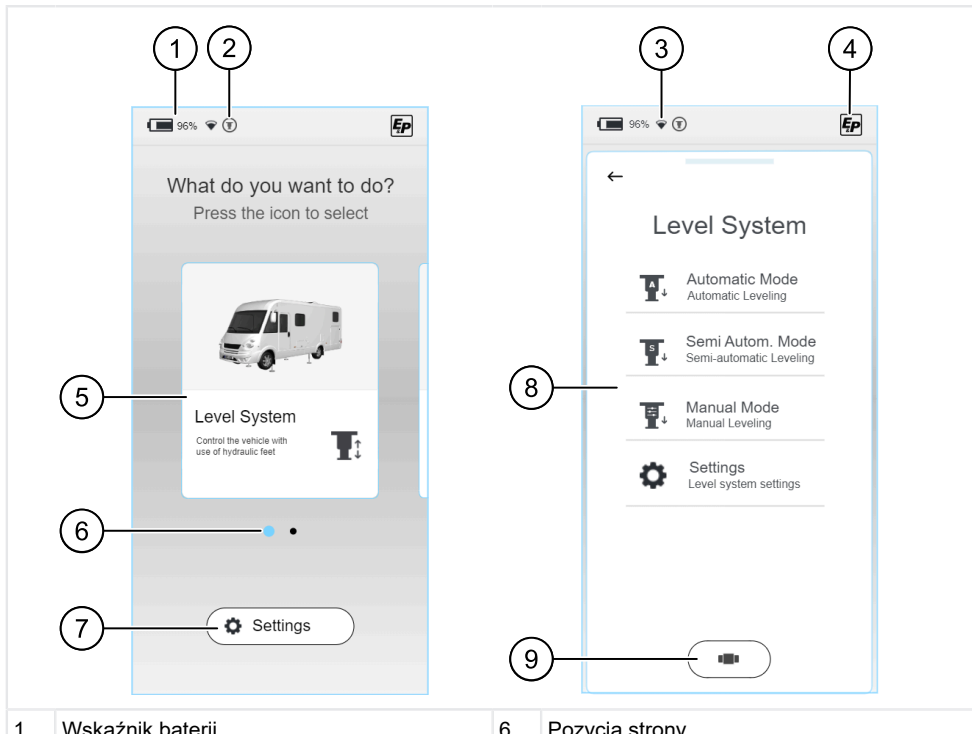 1
2
3
4
96%
E&P
What do you want to do?
Press the icon to select
Level System
Control the vehicle with
use of hydraulic feet
Settings
5
6
7
96%
E&P
←
Level System
A
Automatic Mode
Automatic Leveling
S
Semi Autom. Mode
Semi-automatic Leveling
Manual Mode
Manual Leveling
Settings
Level system settings
8
9
1 Wskaźnik baterii
6 Pozycja strony